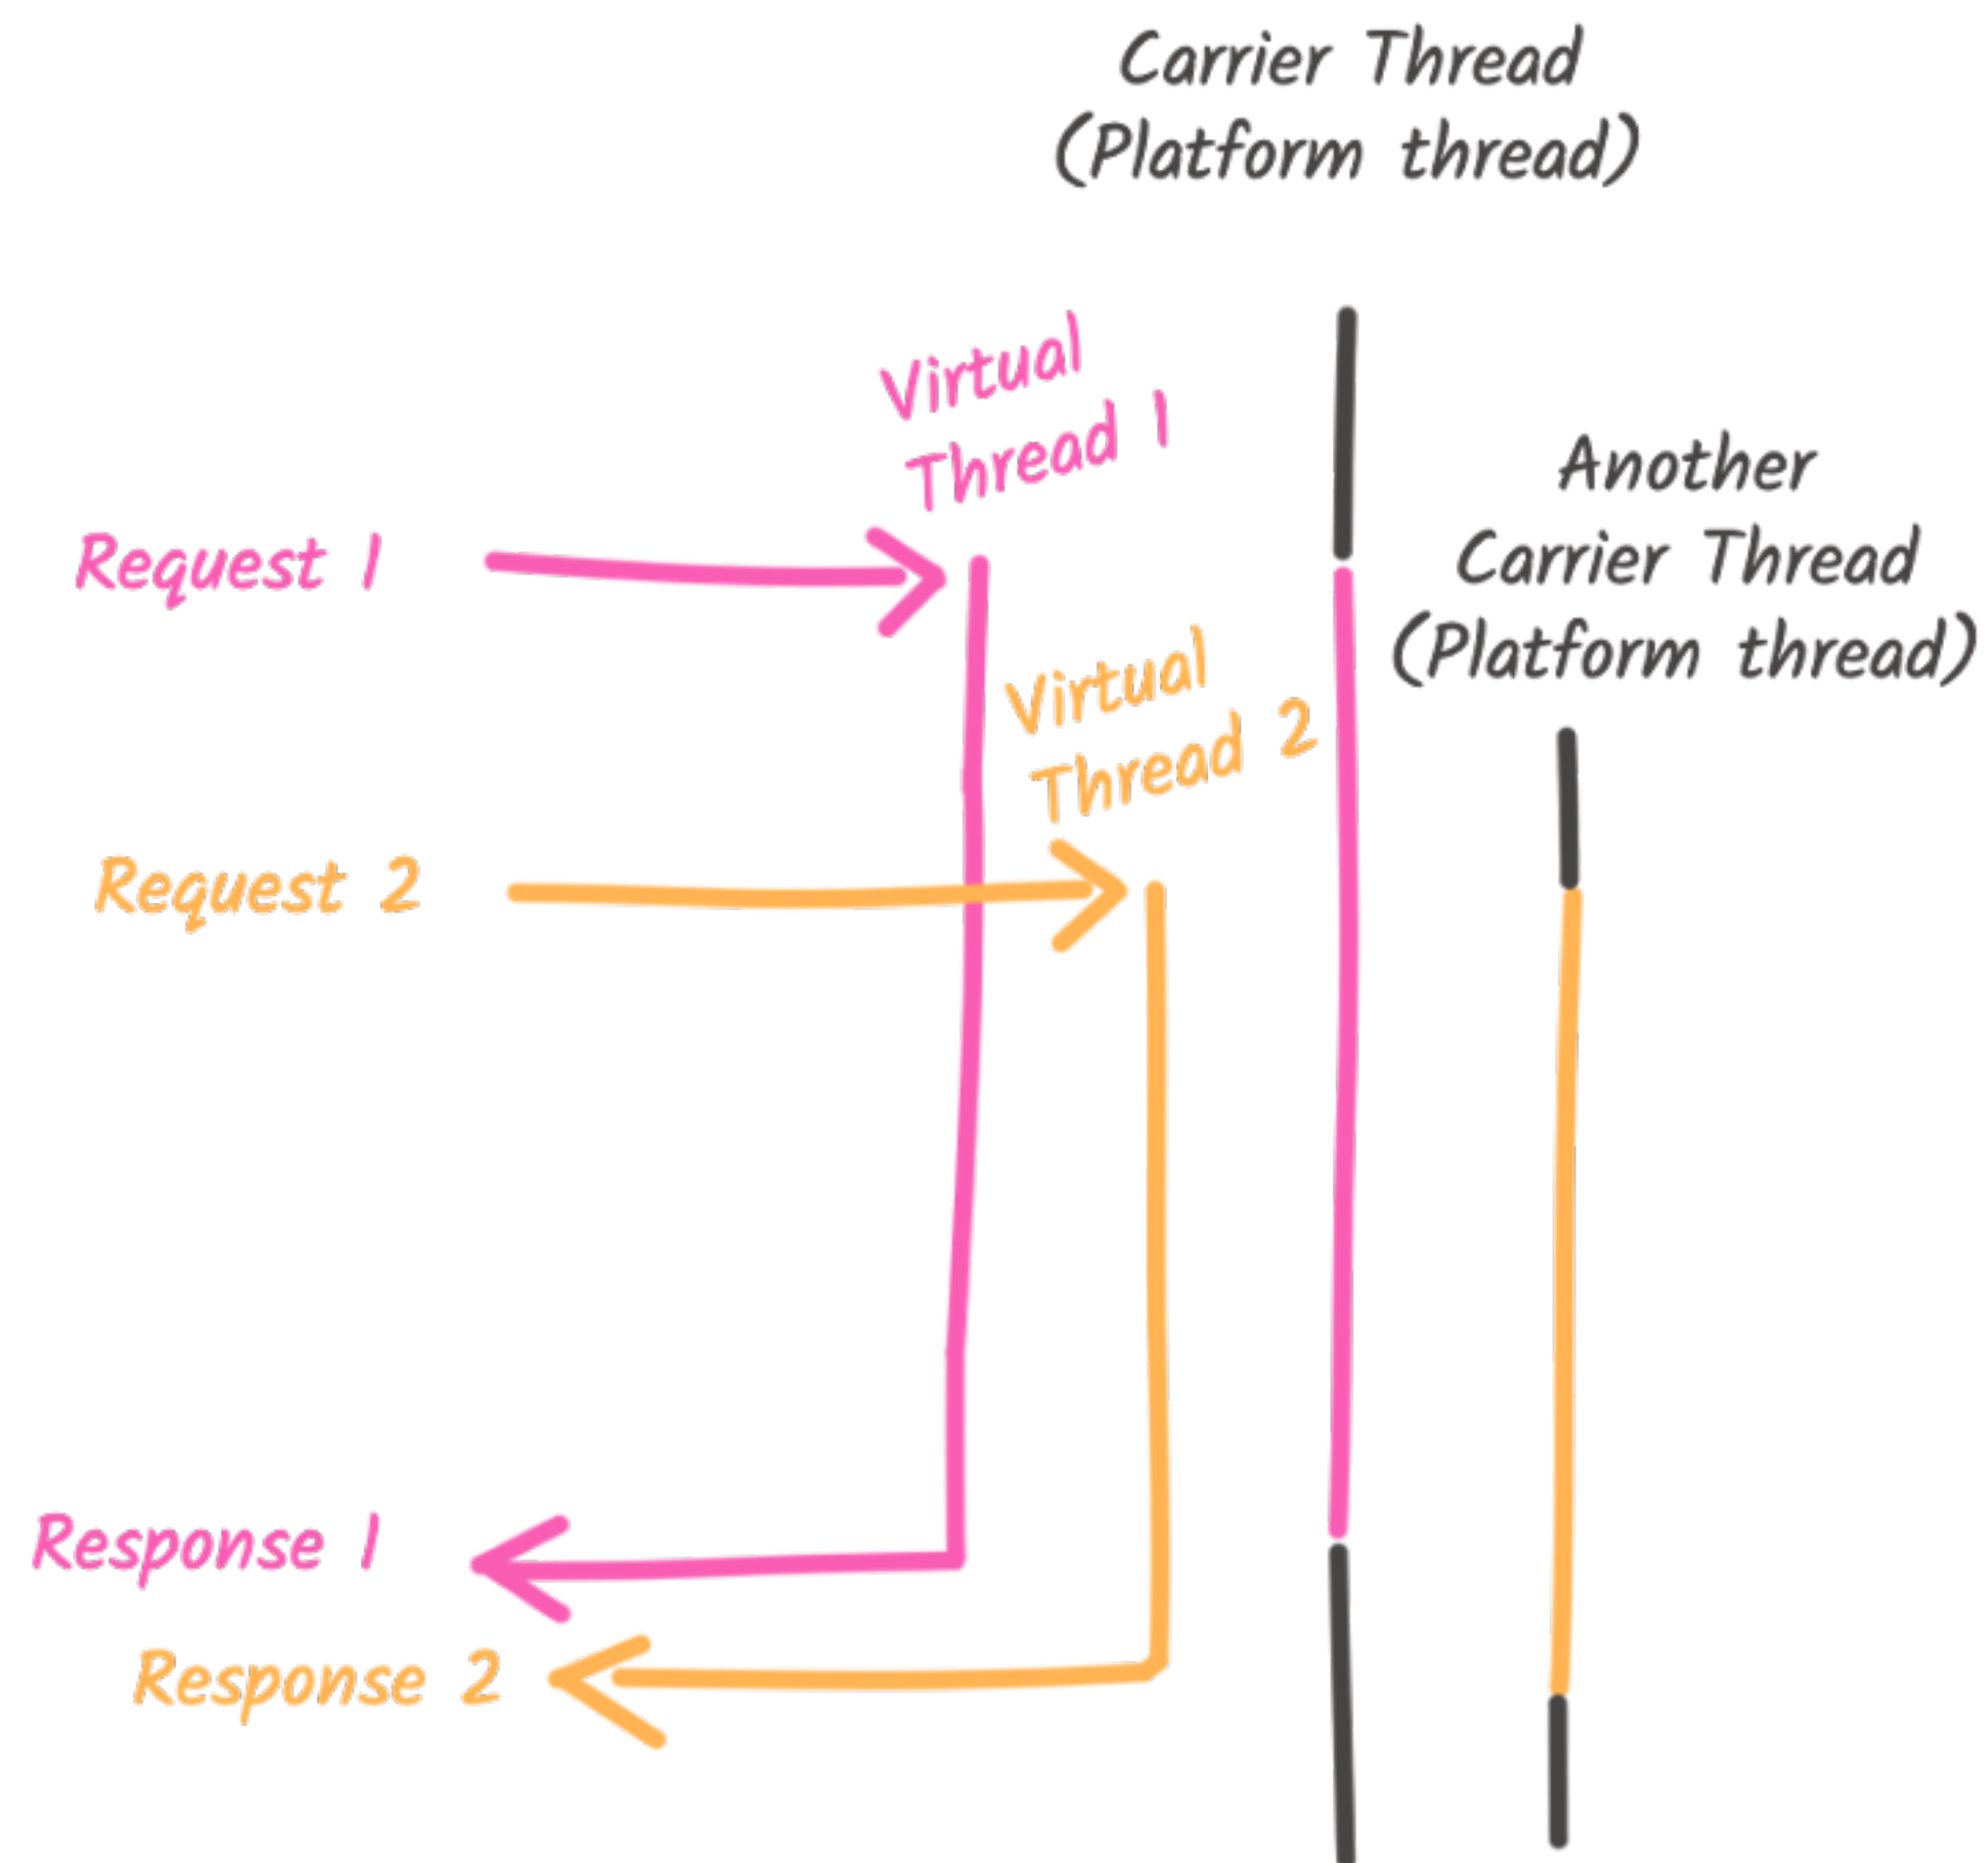 Carrier Thread
(Platform thread)
Virtual
Thread 1
Another
Carrier Thread
(Platform thread)
Request 1
Virtual
Thread 2
Request 2
Response 1
Response 2